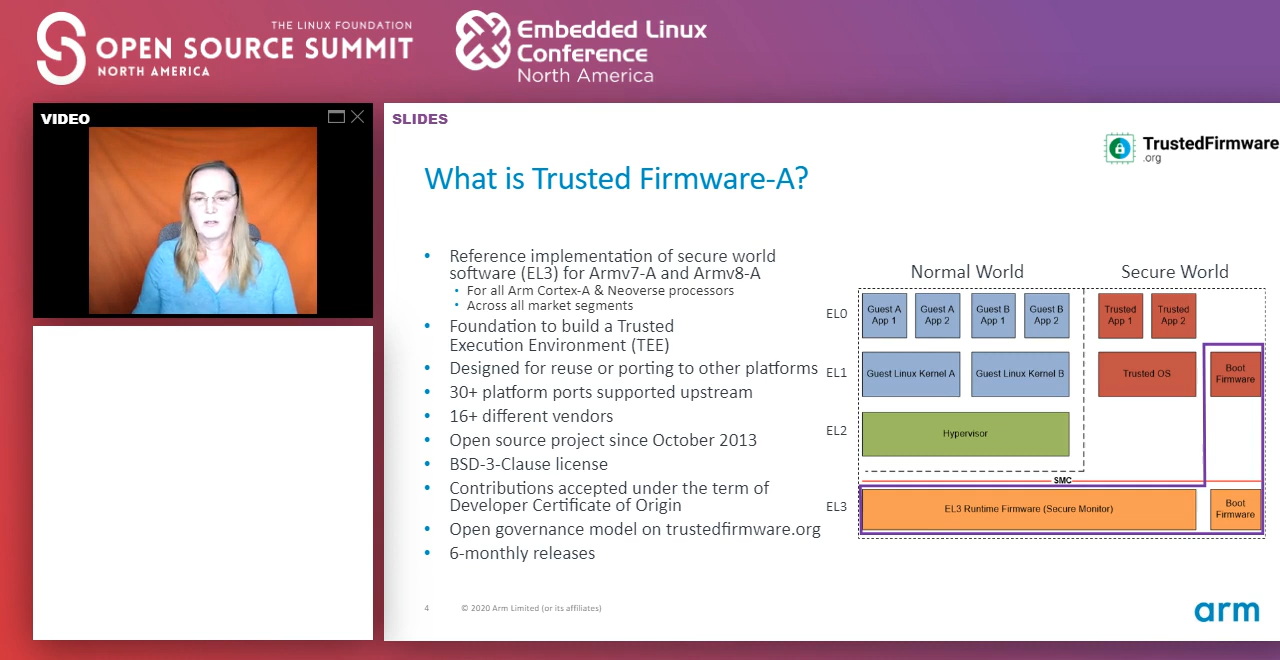 THE LINUX FOUNDATION
OPEN SOURCE SUMMIT
NORTH AMERICA
Embedded Linux
Conference
North America
VIDEO
SLIDES
TrustedFirmware
.org
What is Trusted Firmware-A?
• Reference implementation of secure world
software (EL3) for Armv7-A and Armv8-A
• For all Arm Cortex-A & Neoverse processors
• Across all market segments
• Foundation to build a Trusted
Execution Environment (TEE)
• Designed for reuse or porting to other platforms
• 30+ platform ports supported upstream
• 16+ different vendors
• Open source project since October 2013
• BSD-3-Clause license
• Contributions accepted under the term of
Developer Certificate of Origin
• Open governance model on trustedfirmware.org
• 6-monthly releases
Normal World
Secure World
EL0
Guest A
App 1
Guest A
App 2
Guest B
App 1
Guest B
App 2
Trusted
App 1
Trusted
App 2
EL1
Guest Linux Kernel A
Guest Linux Kernel B
Trusted OS
Boot
Firmware
EL2
Hypervisor
SMC
EL3
EL3 Runtime Firmware (Secure Monitor)
Boot
Firmware
4
© 2020 Arm Limited (or its affiliates)
arm